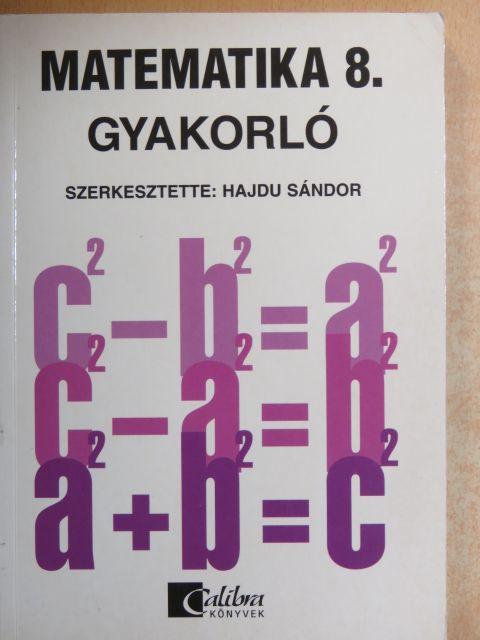 MATEMATIKA 8.
GYAKORLÓ
SZERKESZTETTE: HAJDU SÁNDOR
c² − b² = a²
c² − a² = b²
a² + b² = c²
Calibra
KÖNYVEK